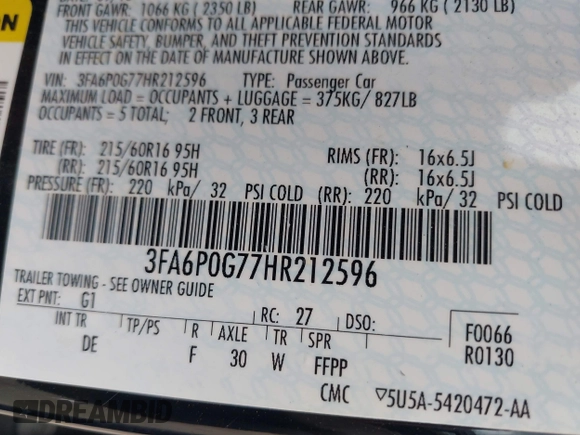 FRONT GAWR: 1066 KG ( 2350 LB) REAR GAWR: 966 KG ( 2130 LB)
THIS VEHICLE CONFORMS TO ALL APPLICABLE FEDERAL MOTOR
VEHICLE SAFETY, BUMPER, AND THEFT PREVENTION STANDARDS
IN EFFECT ON THE DATE OF MANUFACTURE SHOWN ABOVE.
VIN: 3FA6P0G77HR212596 TYPE: Passenger Car
MAXIMUM LOAD = OCCUPANTS + LUGGAGE = 375KG/ 827LB
OCCUPANTS = 5 TOTAL: 2 FRONT, 3 REAR
TIRE (FR): 215/60R16 95H RIMS (FR): 16x6.5J
(RR): 215/60R16 95H (RR): 16x6.5J
PRESSURE (FR): 220 kPa/ 32 PSI COLD (RR): 220 kPa/ 32 PSI COLD
3FA6P0G77HR212596
TRAILER TOWING - SEE OWNER GUIDE
EXT PNT: G1 RC: 27 DSO: F0066
R0130
INT TR TP/PS R AXLE TR SPR
DE F 30 W FFPP
CMC ▽5U5A-5420472-AA
DREAMBID